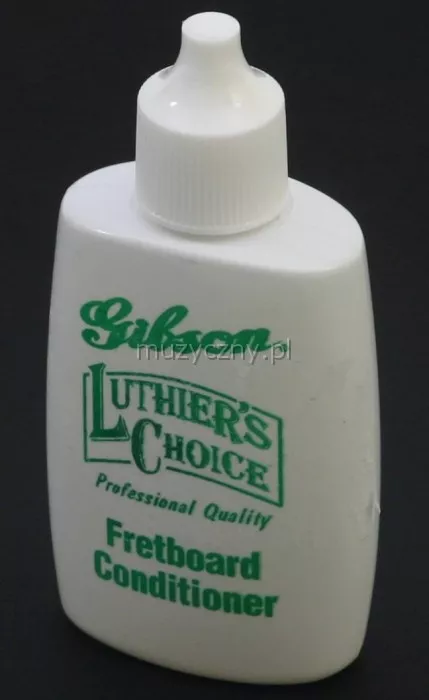 Gibson
muzyczny.pl
LUTHIER'S
CHOICE
Professional Quality
Fretboard
Conditioner